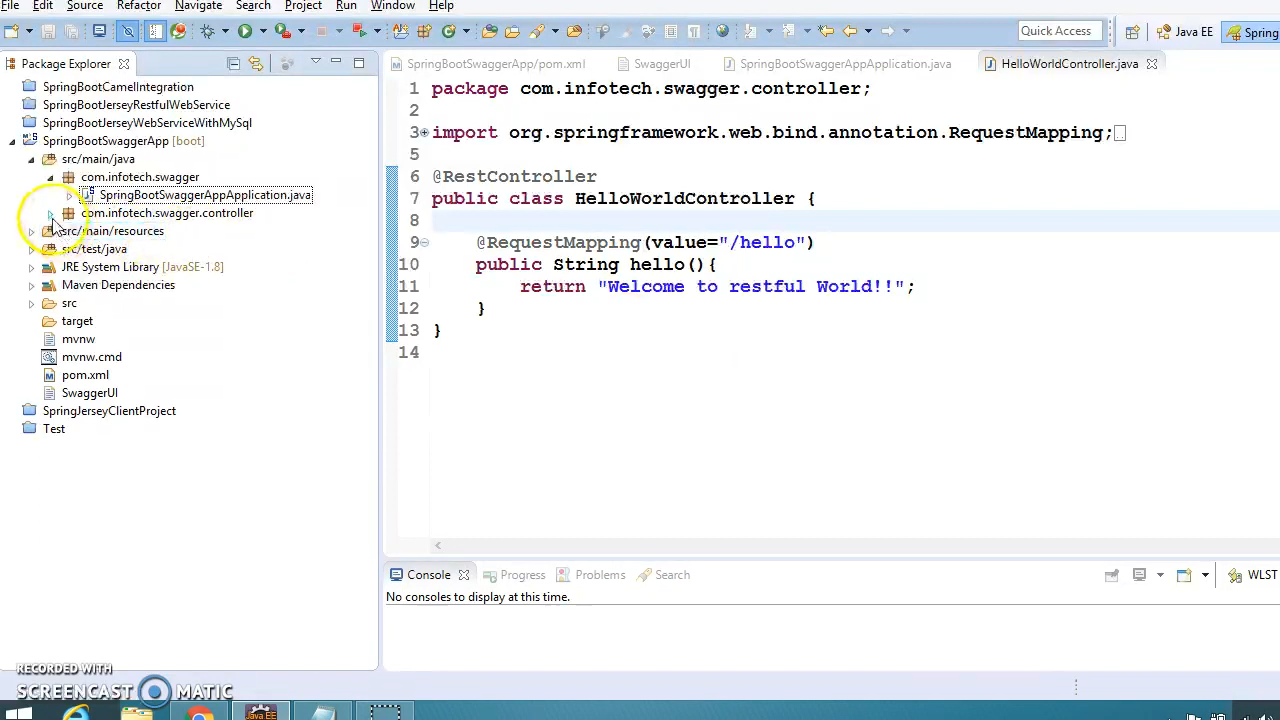 File Edit Source Refactor Navigate Search Project Run Window Help
Quick Access
Java EE
Spring
Package Explorer
SpringBootCamelIntegration
SpringBootJerseyRestfulWebService
SpringBootJerseyWebServiceWithMySql
SpringBootSwaggerApp [boot]
src/main/java
com.infotech.swagger
SpringBootSwaggerAppApplication.java
com.infotech.swagger.controller
src/main/resources
src/test/java
JRE System Library [JavaSE-1.8]
Maven Dependencies
src
target
mvnw
mvnw.cmd
pom.xml
SwaggerUI
SpringJerseyClientProject
Test
SpringBootSwaggerApp/pom.xml
SwaggerUI
SpringBootSwaggerAppApplication.java
HelloWorldController.java
1 package com.infotech.swagger.controller;
2
3 import org.springframework.web.bind.annotation.RequestMapping;
5
6 @RestController
7 public class HelloWorldController {
8
9 @RequestMapping(value="/hello")
10 public String hello(){
11 return "Welcome to restful World!!";
12 }
13 }
14
Console Progress Problems Search
WLST
No consoles to display at this time.
RECORDED WITH
SCREENCAST MATIC
Java EE